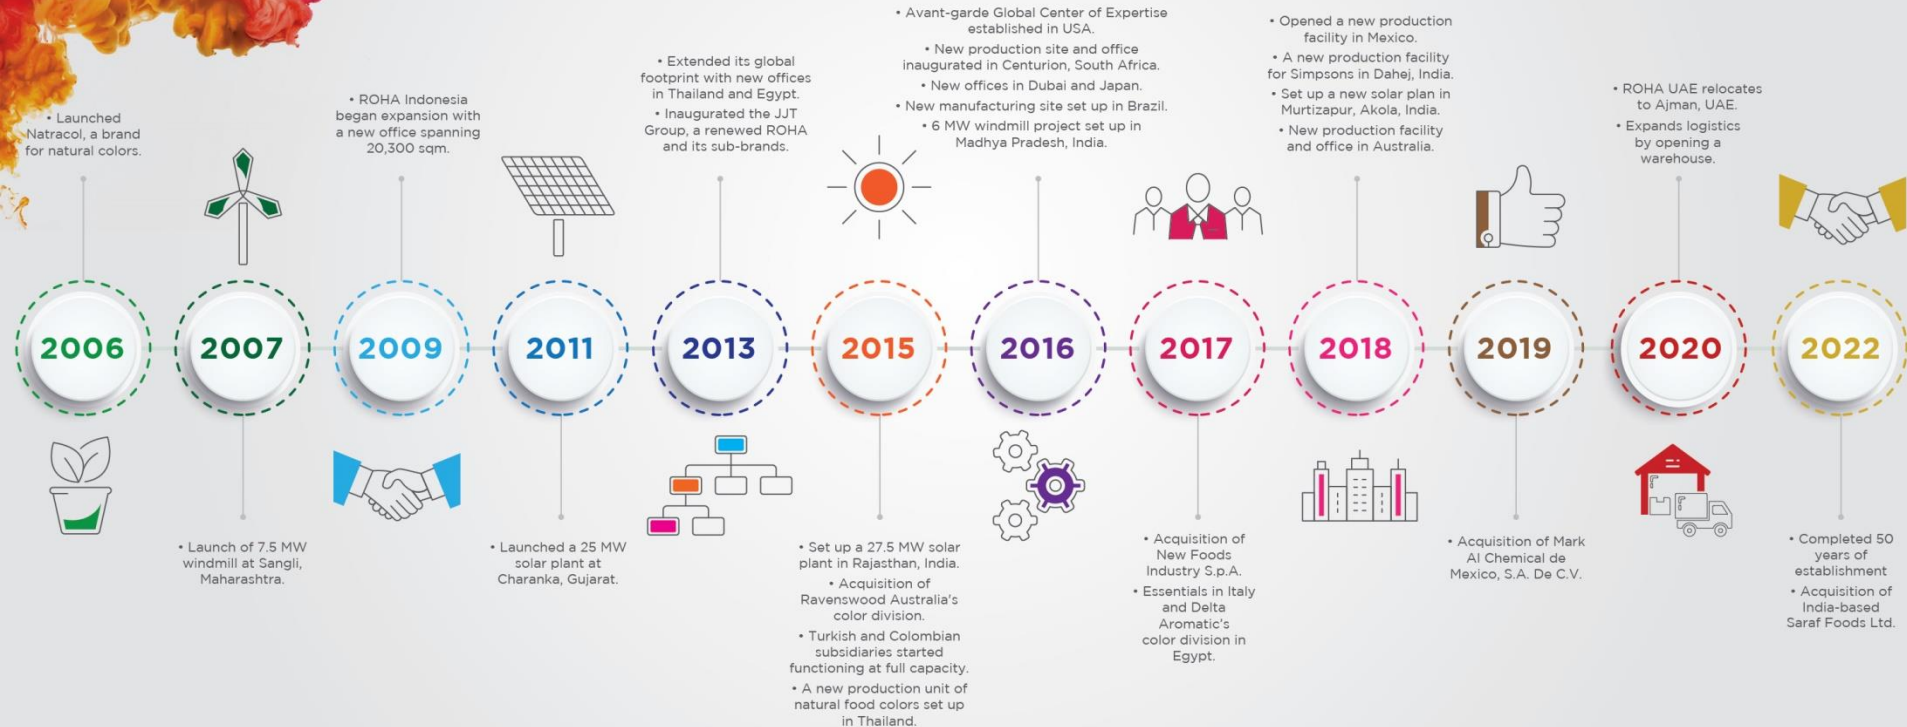 • Launched
Natracol, a brand
for natural colors.
2006
2007
• Launch of 7.5 MW
windmill at Sangli,
Maharashtra.
• ROHA Indonesia
began expansion with
a new office spanning
20,300 sqm.
2009
2011
• Launched a 25 MW
solar plant at
Charanka, Gujarat.
• Extended its global
footprint with new offices
in Thailand and Egypt.
• Inaugurated the JJT
Group, a renewed ROHA
and its sub-brands.
2013
2015
• Set up a 27.5 MW solar
plant in Rajasthan, India.
• Acquisition of
Ravenswood Australia's
color division.
• Turkish and Colombian
subsidiaries started
functioning at full capacity.
• A new production unit of
natural food colors set up
in Thailand.
• Avant-garde Global Center of Expertise
established in USA.
• New production site and office
inaugurated in Centurion, South Africa.
• New offices in Dubai and Japan.
• New manufacturing site set up in Brazil.
• 6 MW windmill project set up in
Madhya Pradesh, India.
2016
2017
• Acquisition of
New Foods
Industry S.p.A.
• Essentials in Italy
and Delta
Aromatic's
color division in
Egypt.
• Opened a new production
facility in Mexico.
• A new production facility
for Simpsons in Dahej, India.
• Set up a new solar plan in
Murtizapur, Akola, India.
• New production facility
and office in Australia.
2018
2019
• Acquisition of Mark
Al Chemical de
Mexico, S.A. De C.V.
• ROHA UAE relocates
to Ajman, UAE.
• Expands logistics
by opening a
warehouse.
2020
2022
• Completed 50
years of
establishment
• Acquisition of
India-based
Saraf Foods Ltd.